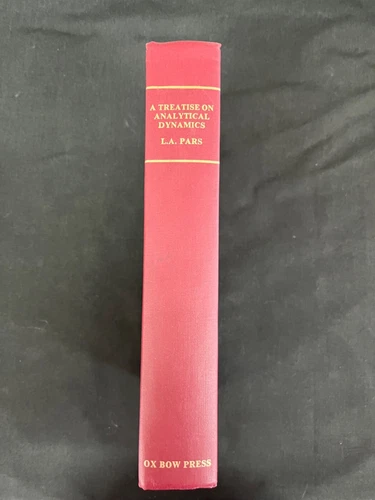 A TREATISE ON
ANALYTICAL
DYNAMICS
L.A. PARS
OX BOW PRESS